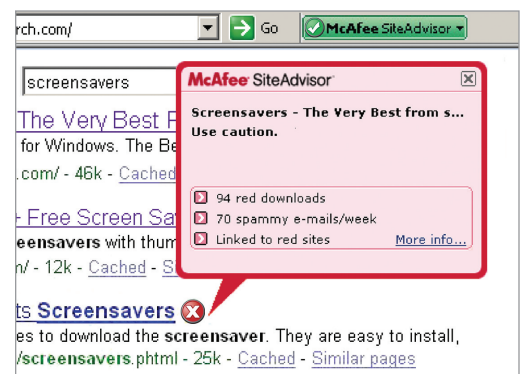 rch.com/ Go McAfee SiteAdvisor
screensavers
McAfee SiteAdvisor
Screensavers - The Very Best from s...
Use caution.
94 red downloads
70 spammy e-mails/week
Linked to red sites More info...
The Very Best F
for Windows. The Be
.com/ - 46k - Cached
Free Screen Sa
eensavers with thum
n/ - 12k - Cached - S
ts Screensavers
es to download the screensaver. They are easy to install,
/screensavers.phtml - 25k - Cached - Similar pages